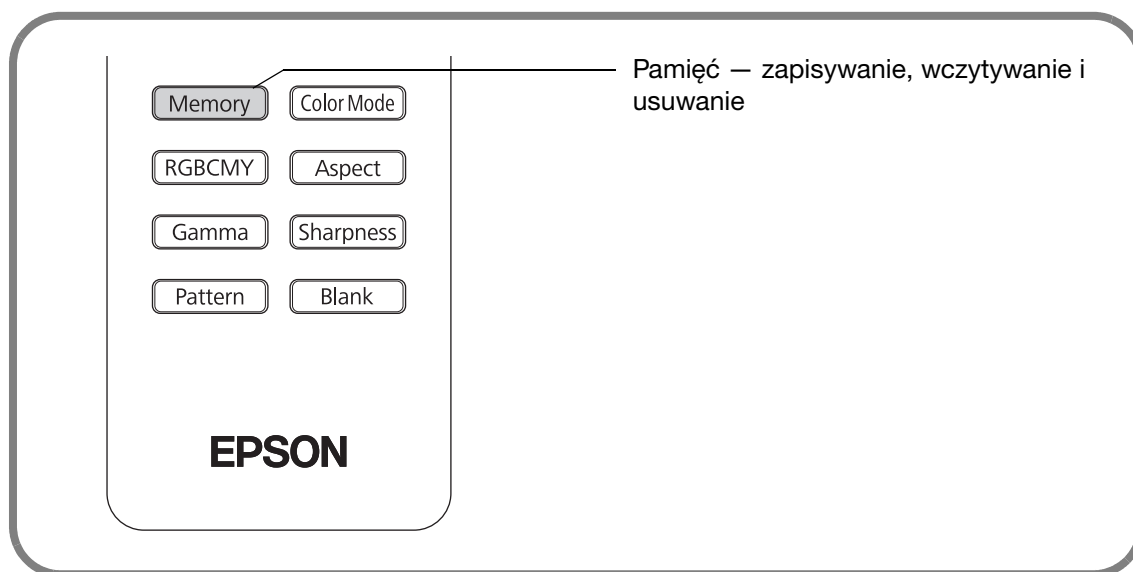 Pamięć — zapisywanie, wczytywanie i
usuwanie
Memory Color Mode
RGBCMY Aspect
Gamma Sharpness
Pattern Blank
EPSON